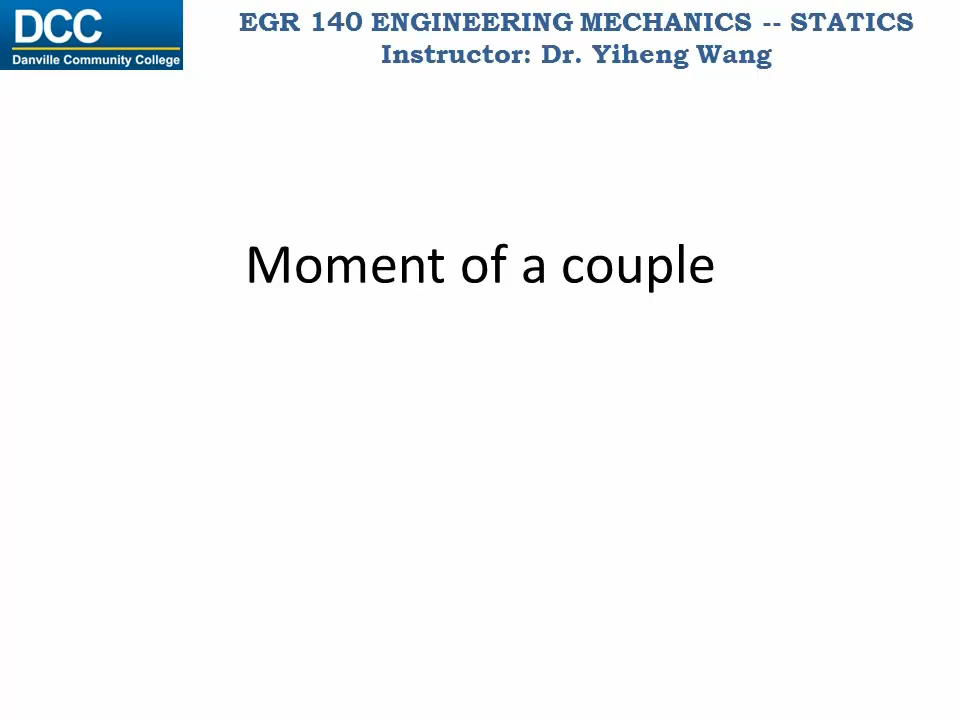 DCC
Danville Community College
EGR 140 ENGINEERING MECHANICS -- STATICS
Instructor: Dr. Yiheng Wang
Moment of a couple